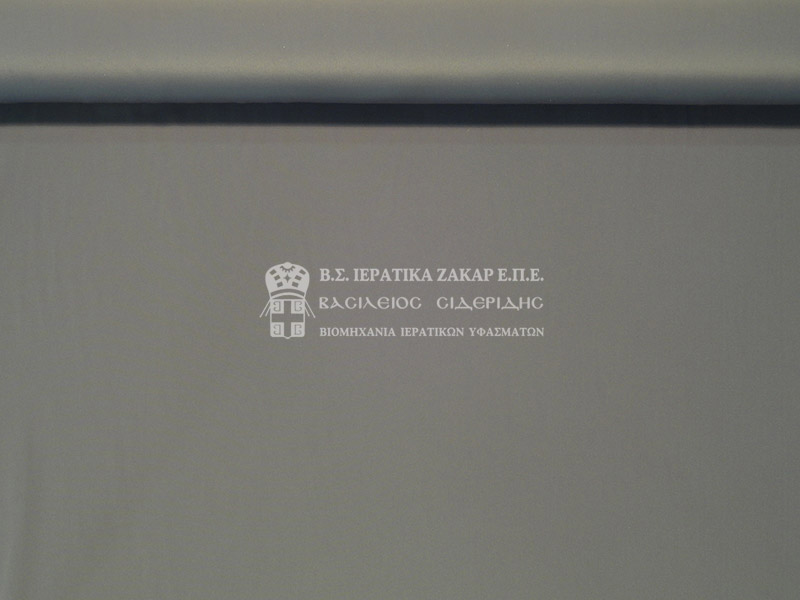 Β.Σ. ΙΕΡΑΤΙΚΑ ΖΑΚΑΡ Ε.Π.Ε.
ΒΑΣΙΛΕΙΟΣ ΣΙΔΕΡΙΔΗΣ
ΒΙΟΜΗΧΑΝΙΑ ΙΕΡΑΤΙΚΩΝ ΥΦΑΣΜΑΤΩΝ